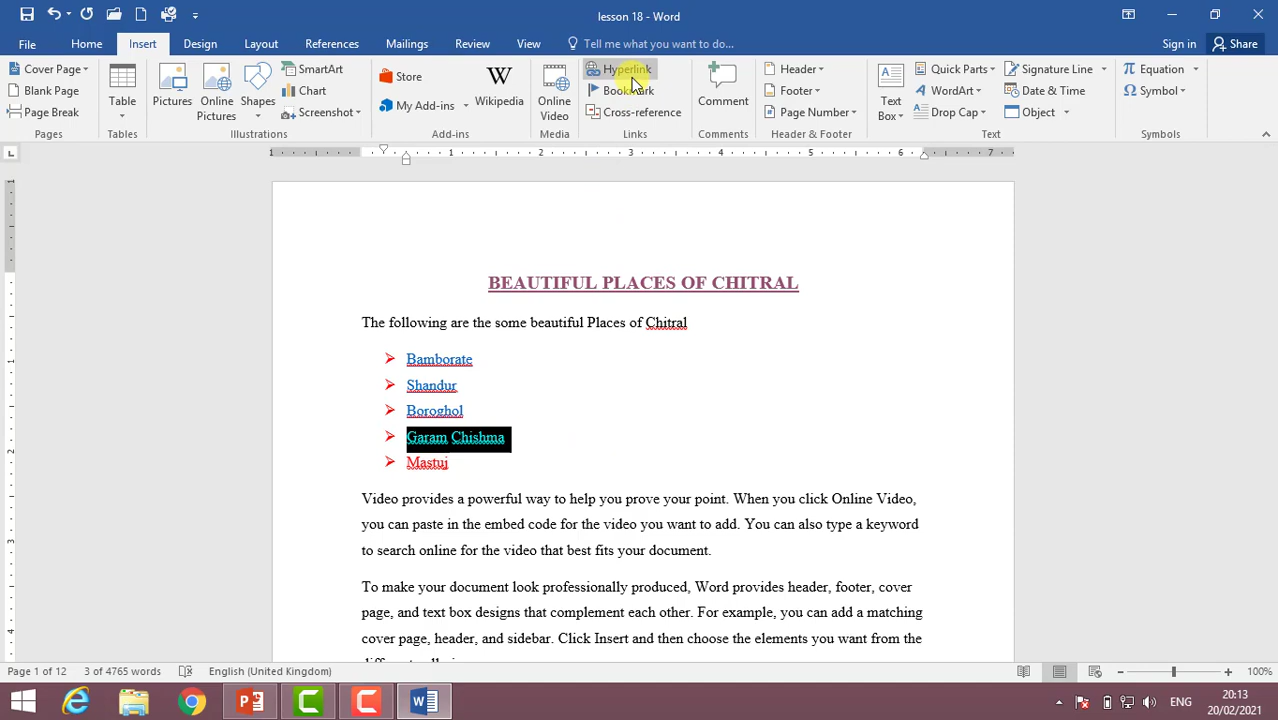 lesson 18 - Word
File Home Insert Design Layout References Mailings Review View Tell me what you want to do... Sign in Share
Cover Page
Blank Page
Page Break
Pages
Table
Tables
Pictures
Online Pictures
Shapes
SmartArt
Chart
Screenshot
Illustrations
Store
My Add-ins
Wikipedia
Add-ins
Online Video
Media
Hyperlink
Bookmark
Cross-reference
Links
Comment
Comments
Header
Footer
Page Number
Header & Footer
Text Box
Quick Parts
WordArt
Drop Cap
Signature Line
Date & Time
Object
Text
Equation
Symbol
Symbols
1 1 2 3 4 5 6 7
BEAUTIFUL PLACES OF CHITRAL
The following are the some beautiful Places of Chitral
Bamborate
Shandur
Boroghol
Garam Chishma
Mastuj
Video provides a powerful way to help you prove your point. When you click Online Video,
you can paste in the embed code for the video you want to add. You can also type a keyword
to search online for the video that best fits your document.
To make your document look professionally produced, Word provides header, footer, cover
page, and text box designs that complement each other. For example, you can add a matching
cover page, header, and sidebar. Click Insert and then choose the elements you want from the
Page 1 of 12 3 of 4765 words English (United Kingdom) 100%
ENG
20:13
20/02/2021